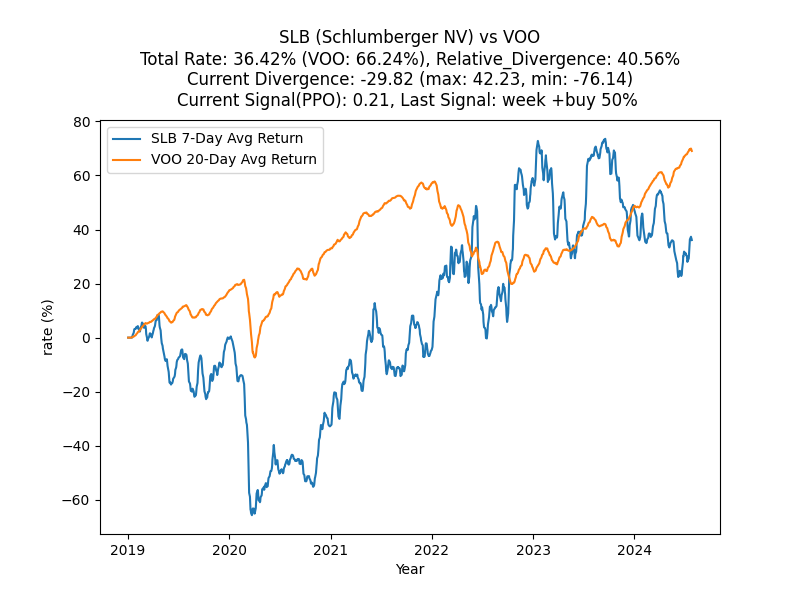 SLB (Schlumberger NV) vs VOO
Total Rate: 36.42% (VOO: 66.24%), Relative_Divergence: 40.56%
Current Divergence: -29.82 (max: 42.23, min: -76.14)
Current Signal(PPO): 0.21, Last Signal: week +buy 50%
SLB 7-Day Avg Return
VOO 20-Day Avg Return
80
60
40
20
0
−20
−40
−60
rate (%)
2019
2020
2021
2022
2023
2024
Year